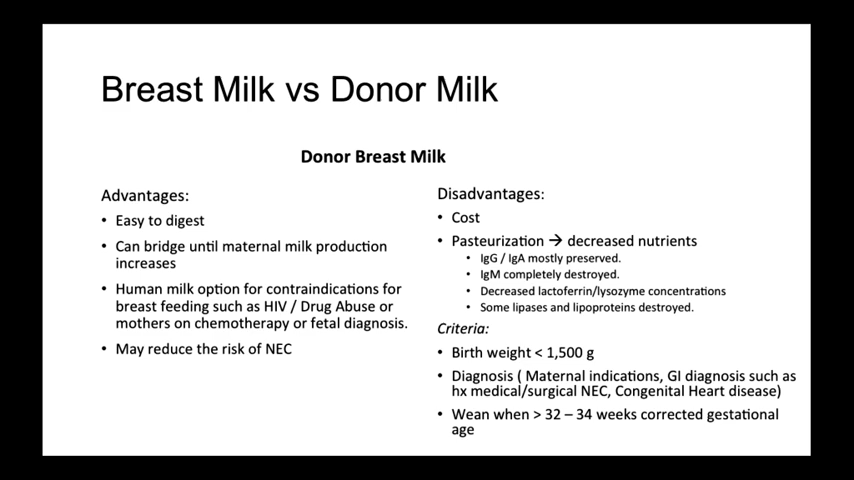 Breast Milk vs Donor Milk
Donor Breast Milk
Advantages:
• Easy to digest
• Can bridge until maternal milk production
increases
• Human milk option for contraindications for
breast feeding such as HIV / Drug Abuse or
mothers on chemotherapy or fetal diagnosis.
• May reduce the risk of NEC
Disadvantages:
• Cost
• Pasteurization → decreased nutrients
• IgG / IgA mostly preserved.
• IgM completely destroyed.
• Decreased lactoferrin/lysozyme concentrations
• Some lipases and lipoproteins destroyed.
Criteria:
• Birth weight < 1,500 g
• Diagnosis ( Maternal indications, GI diagnosis such as
hx medical/surgical NEC, Congenital Heart disease)
• Wean when > 32 – 34 weeks corrected gestational
age